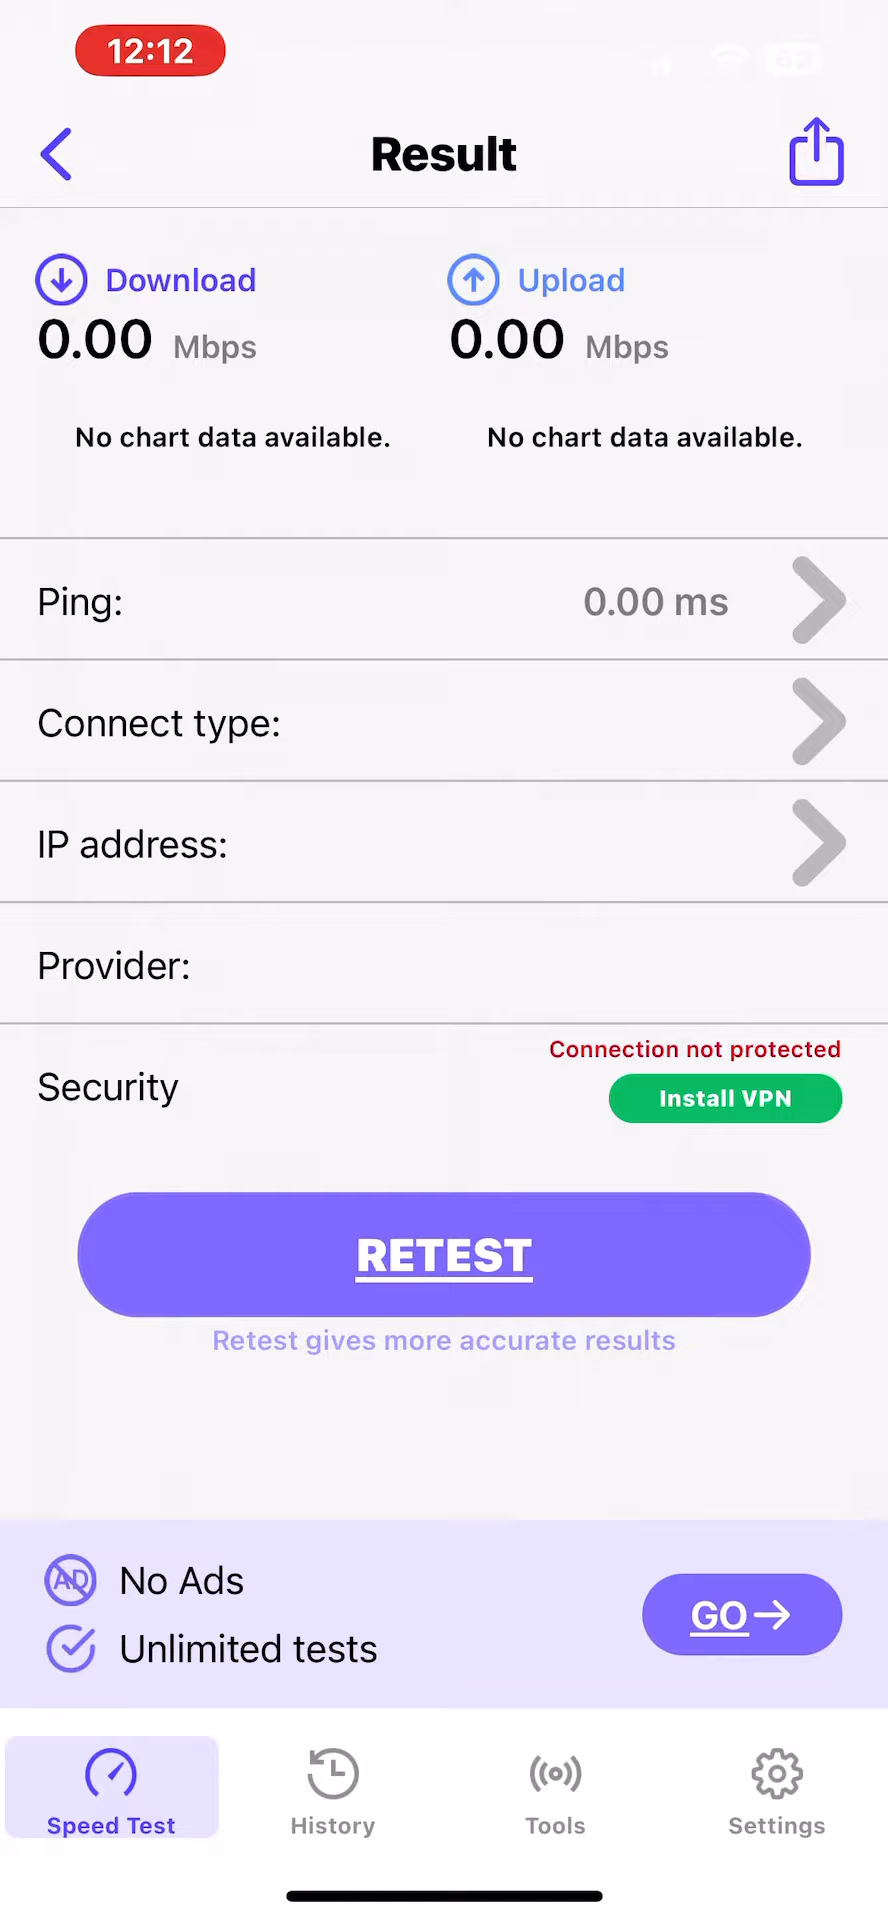 12:12
Result
Download
Upload
0.00 Mbps
0.00 Mbps
No chart data available.
No chart data available.
Ping:
0.00 ms
Connect type:
IP address:
Provider:
Connection not protected
Security
Install VPN
RETEST
Retest gives more accurate results
AD
No Ads
GO
Unlimited tests
Speed Test
History
Tools
Settings